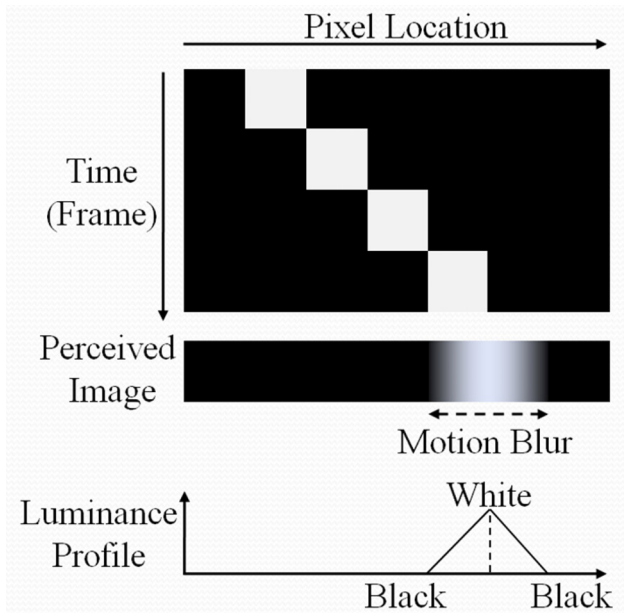 Pixel Location
Time
(Frame)
Perceived
Image
Motion Blur
White
Luminance
Profile
Black
Black